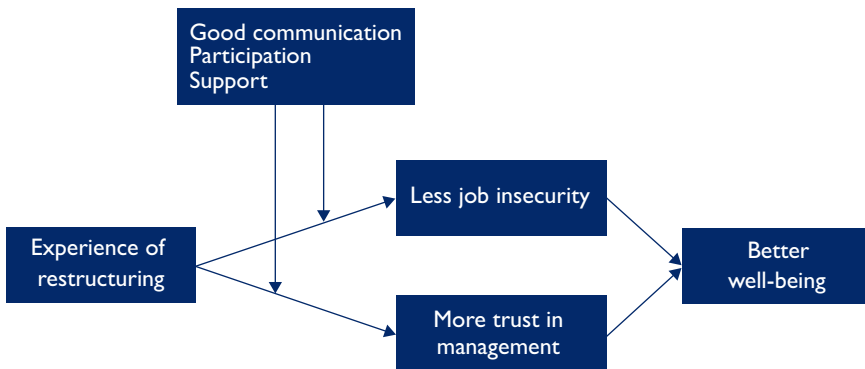 Good communication
Participation
Support
Less job insecurity
Experience of
restructuring
Better
well-being
More trust in
management